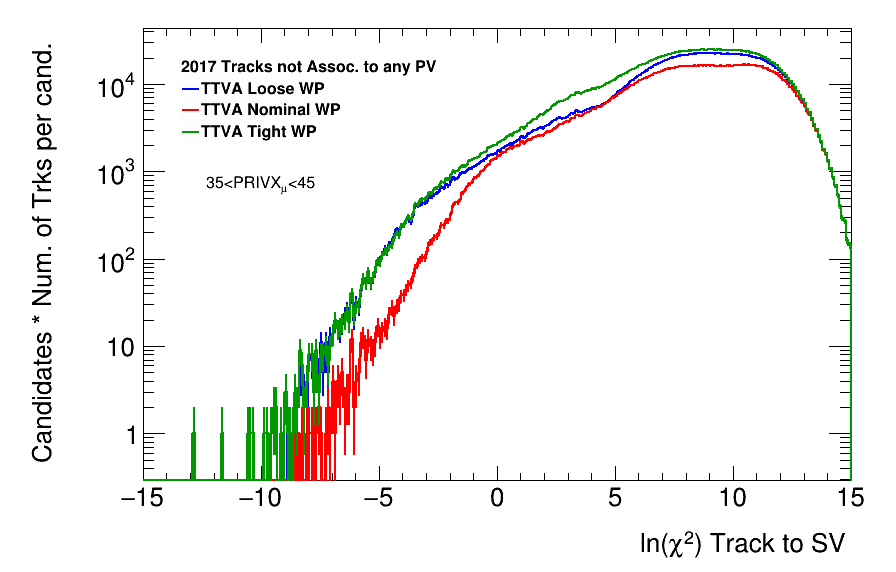 Candidates * Num. of Trks per cand.
2017 Tracks not Assoc. to any PV
TTVA Loose WP
TTVA Nominal WP
TTVA Tight WP
35<PRIVXμ<45
10⁴
10³
10²
10
1
−15 −10 −5 0 5 10 15
ln(χ²) Track to SV